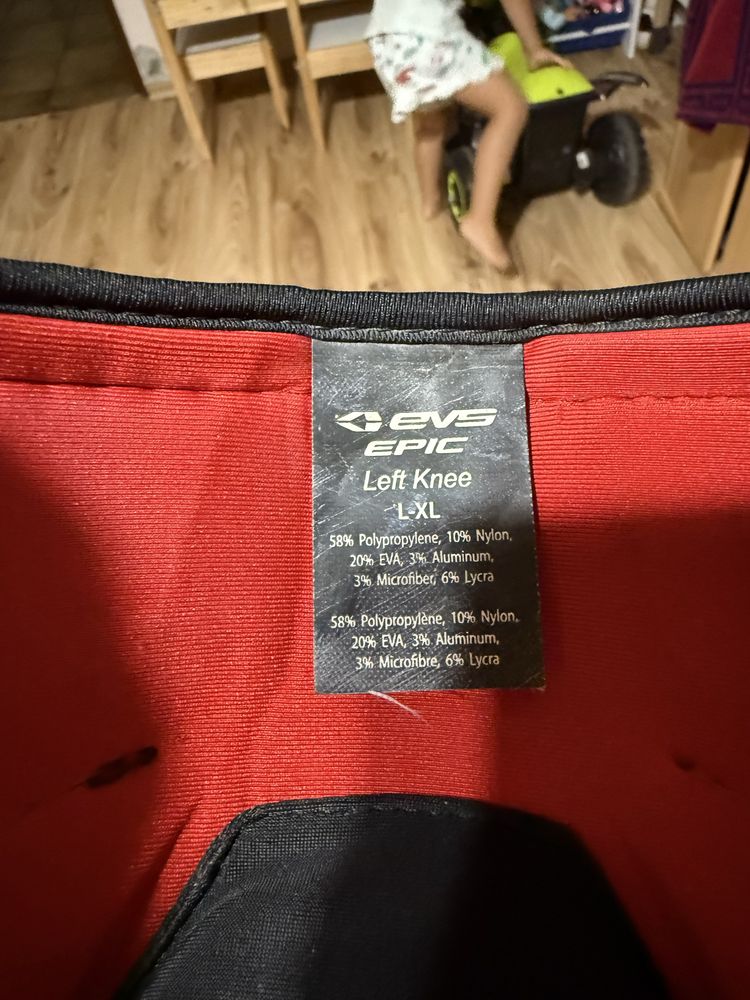 EVS
EPIC
Left Knee
L-XL
58% Polypropylene, 10% Nylon,
20% EVA, 3% Aluminum,
3% Microfiber, 6% Lycra
58% Polypropylène, 10% Nylon,
20% EVA, 3% Aluminum,
3% Microfibre, 6% Lycra